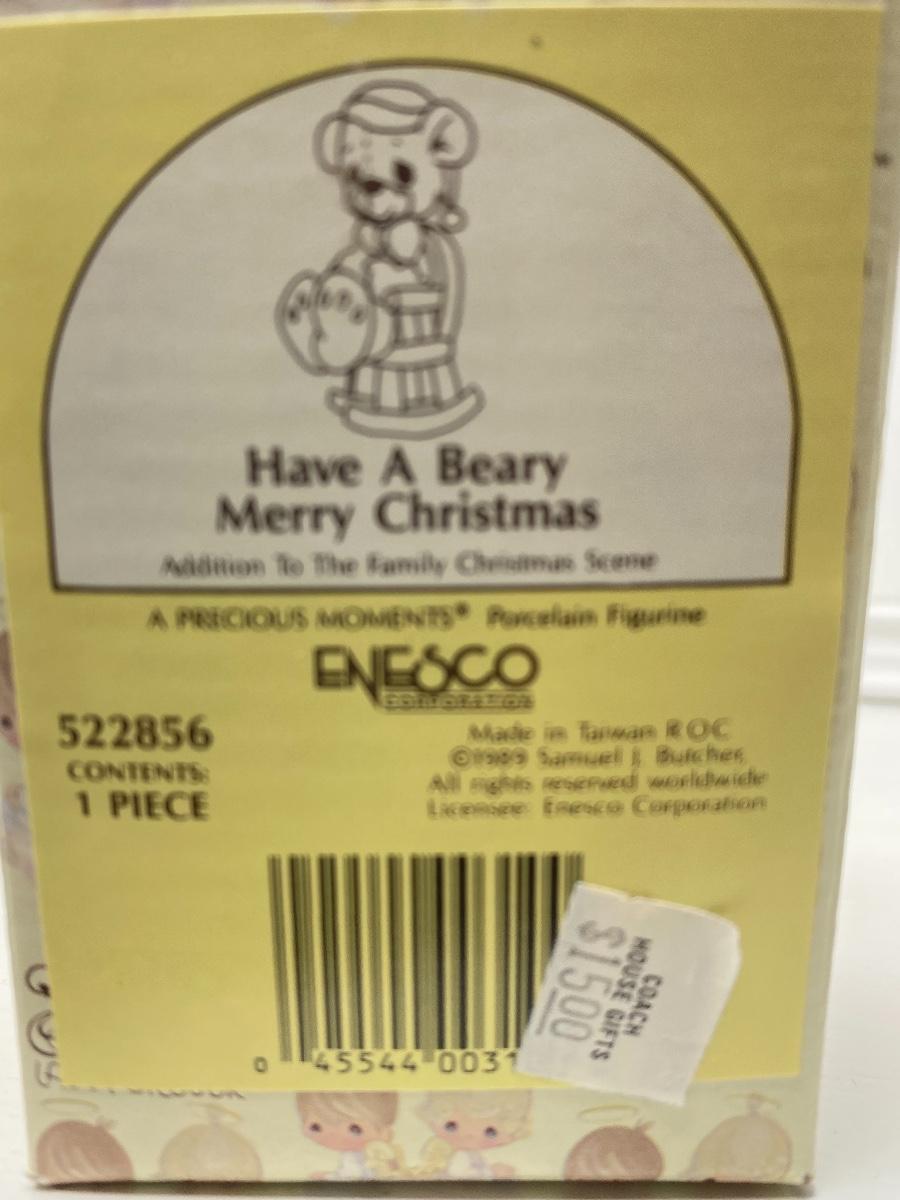 Have A Beary
Merry Christmas
Addition To The Family Christmas Scene
A PRECIOUS MOMENTS® Porcelain Figurine
ENESCO
CORPORATION
522856
CONTENTS:
1 PIECE
Made in Taiwan R O C
©1989 Samuel J. Butcher,
All rights reserved worldwide
Licensee: Enesco Corporation
0 45544 0031
COACH
HOUSE GIFTS
$15.00